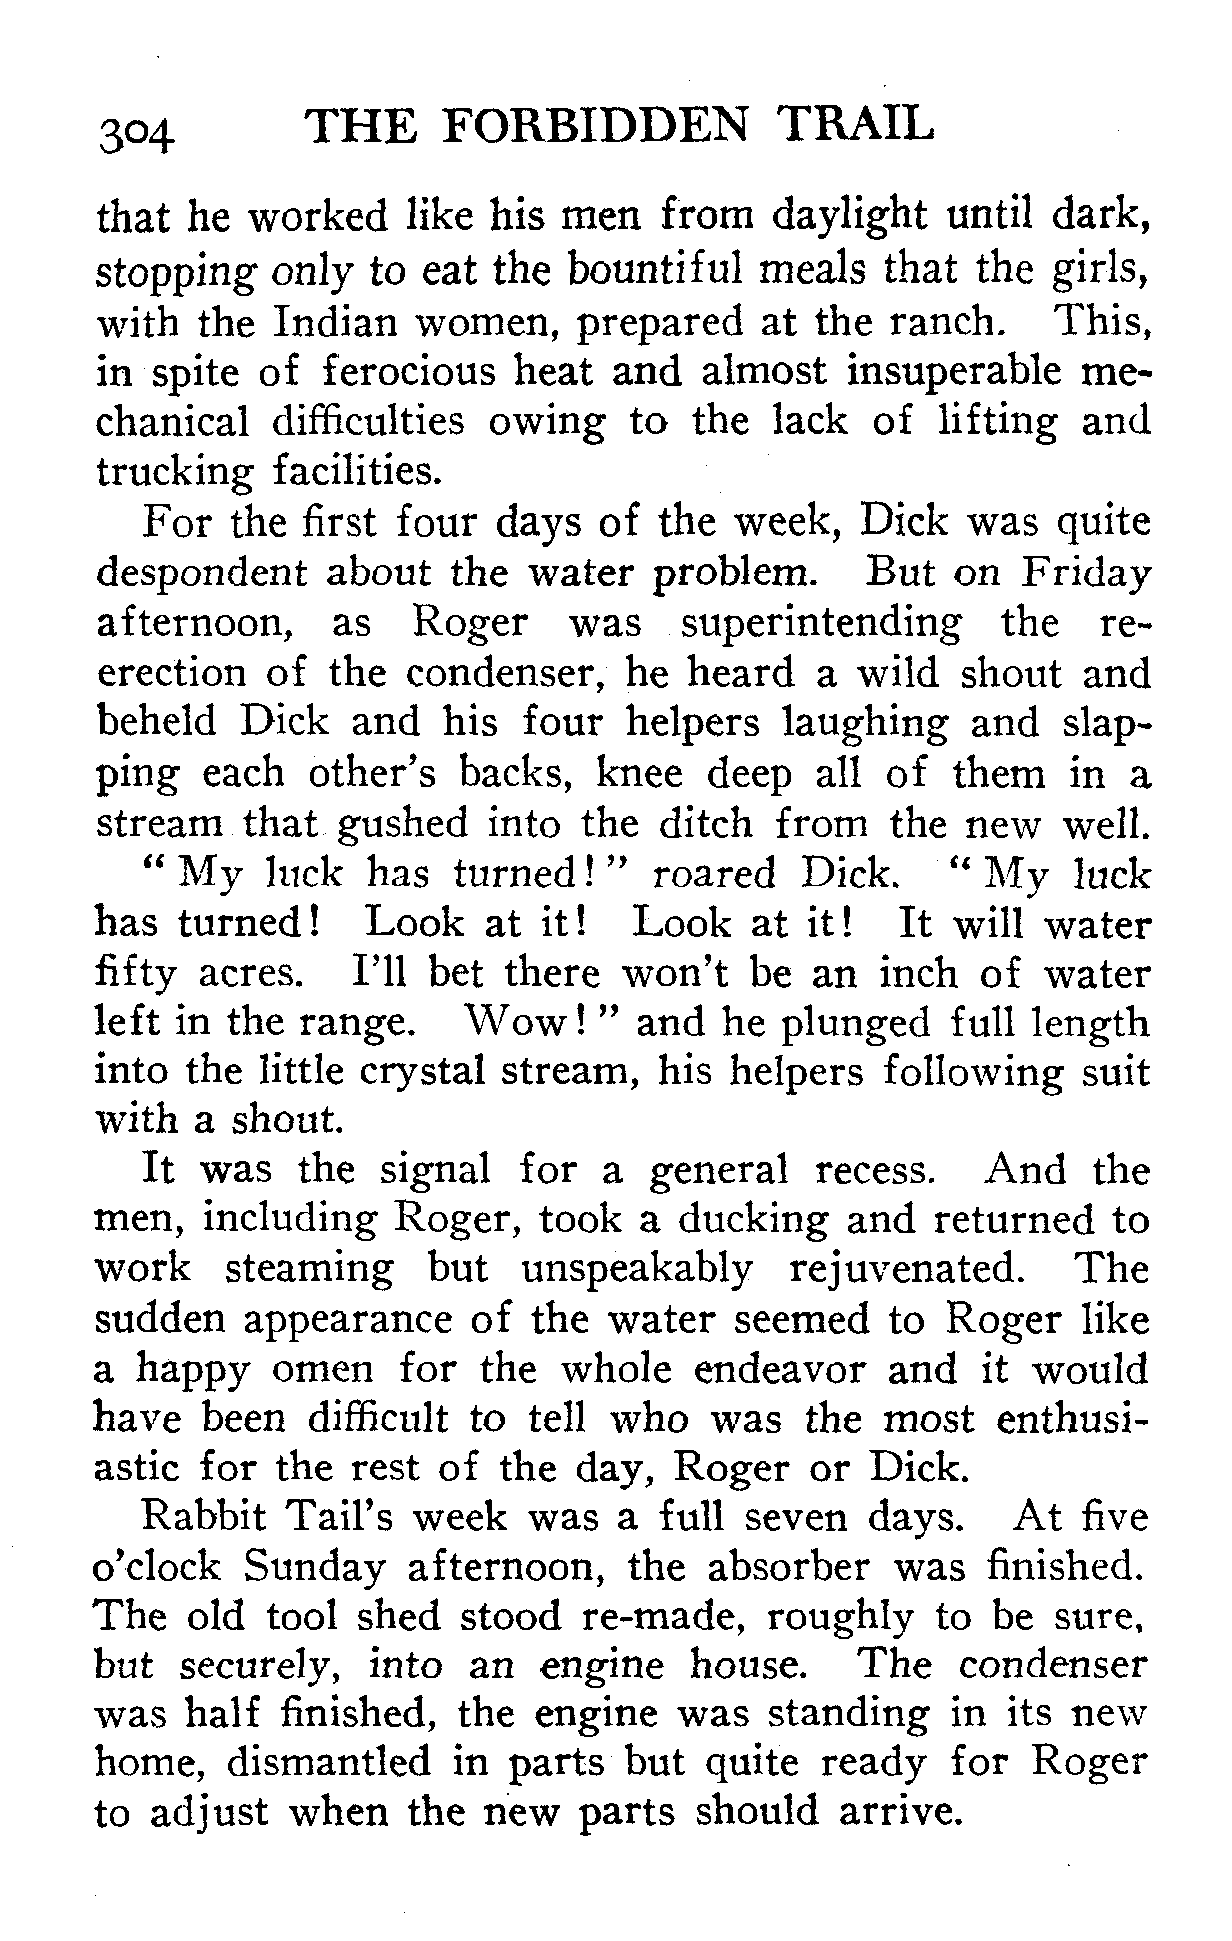 304 THE FORBIDDEN TRAIL
that he worked like his men from daylight until dark,
stopping only to eat the bountiful meals that the girls,
with the Indian women, prepared at the ranch. This,
in spite of ferocious heat and almost insuperable me-
chanical difficulties owing to the lack of lifting and
trucking facilities.
For the first four days of the week, Dick was quite
despondent about the water problem. But on Friday
afternoon, as Roger was superintending the re-
erection of the condenser, he heard a wild shout and
beheld Dick and his four helpers laughing and slap-
ping each other's backs, knee deep all of them in a
stream that gushed into the ditch from the new well.
" My luck has turned! " roared Dick. " My luck
has turned! Look at it! Look at it! It will water
fifty acres. I'll bet there won't be an inch of water
left in the range. Wow! " and he plunged full length
into the little crystal stream, his helpers following suit
with a shout.
It was the signal for a general recess. And the
men, including Roger, took a ducking and returned to
work steaming but unspeakably rejuvenated. The
sudden appearance of the water seemed to Roger like
a happy omen for the whole endeavor and it would
have been difficult to tell who was the most enthusi-
astic for the rest of the day, Roger or Dick.
Rabbit Tail's week was a full seven days. At five
o'clock Sunday afternoon, the absorber was finished.
The old tool shed stood re-made, roughly to be sure,
but securely, into an engine house. The condenser
was half finished, the engine was standing in its new
home, dismantled in parts but quite ready for Roger
to adjust when the new parts should arrive.